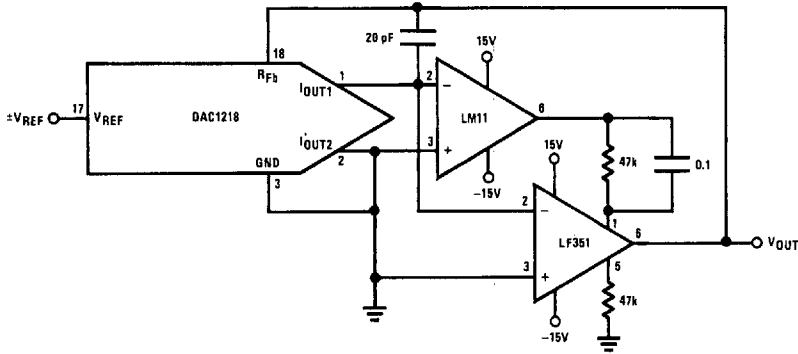 20 pF
15V
18
RFb
1
2
6
IOUT1
−
LM11
±VREF
17
VREF
DAC1218
IOUT2
2
3
+
15V
47k
0.1
GND
3
−15V
2
−
1
LF351
6
VOUT
3
+
5
47k
−15V